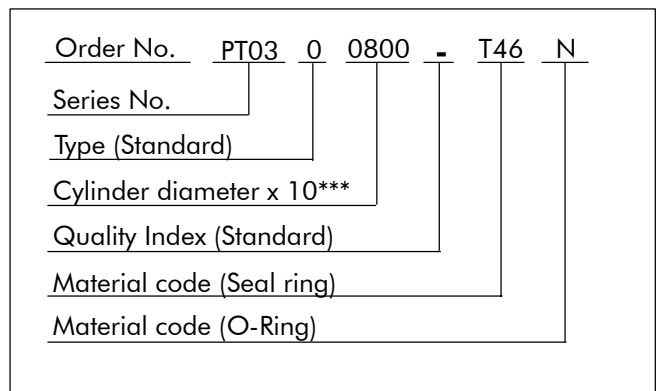 Order No. PT03 0 0800 - T46 N
Series No.
Type (Standard)
Cylinder diameter x 10***
Quality Index (Standard)
Material code (Seal ring)
Material code (O-Ring)